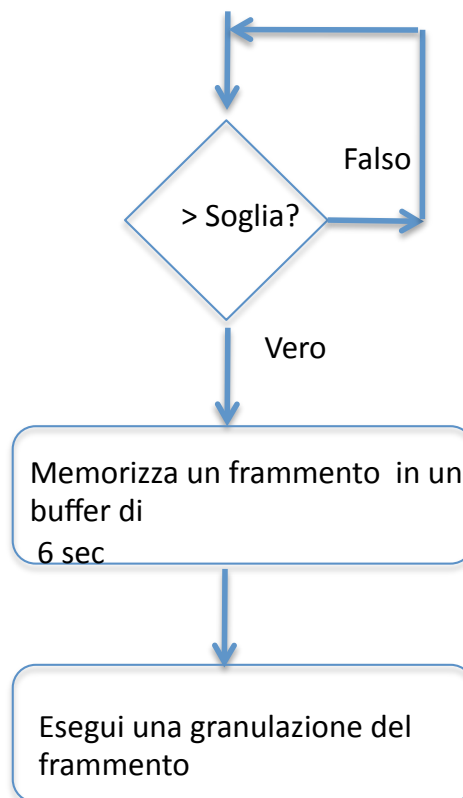 Falso
> Soglia?
Vero
Memorizza un frammento in un
buffer di
6 sec
Esegui una granulazione del
frammento